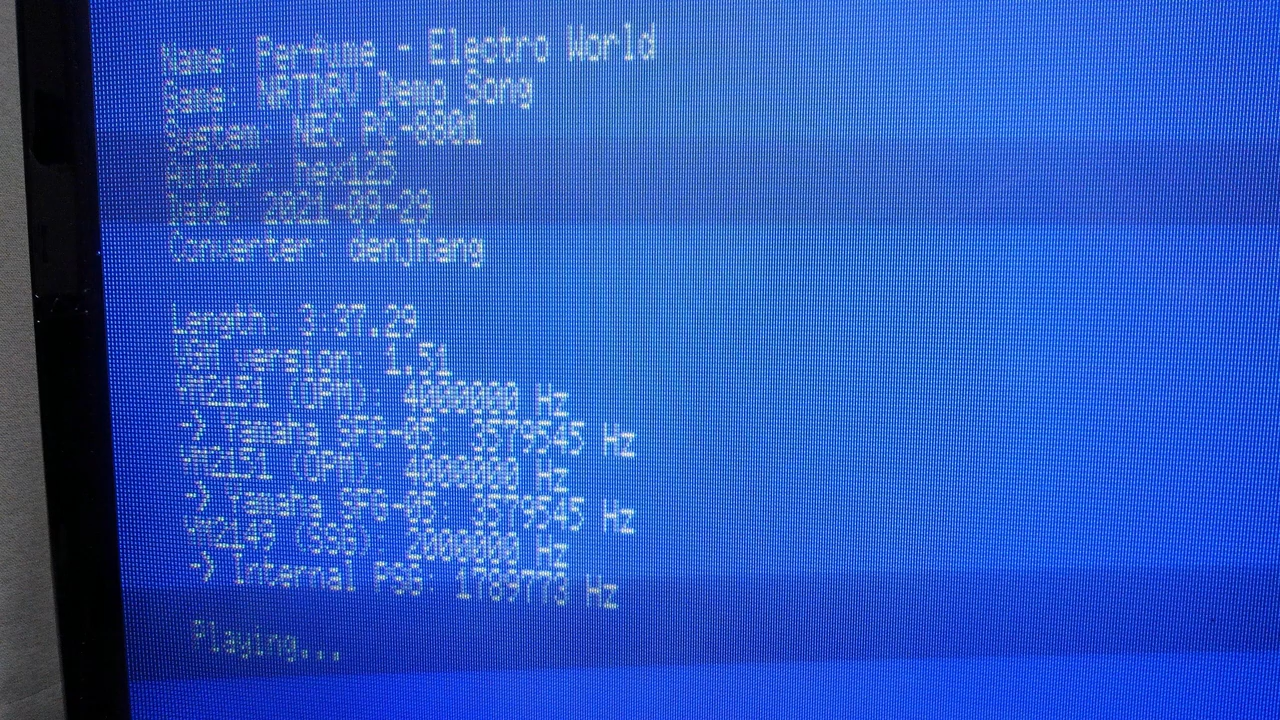 Name: Perfume - Electro World
Game: NRTDRV Demo Song
System: NEC PC-8801
Author: hex125
Date: 2021-09-29
Converter: denjhang
Length: 3:37.29
VGM version: 1.51
YM2151 (OPM): 4000000 Hz
-> Yamaha SFG-05: 3579545 Hz
YM2151 (OPM): 4000000 Hz
-> Yamaha SFG-05: 3579545 Hz
YM2149 (SSG): 2000000 Hz
-> Internal PSG: 1789773 Hz
Playing...